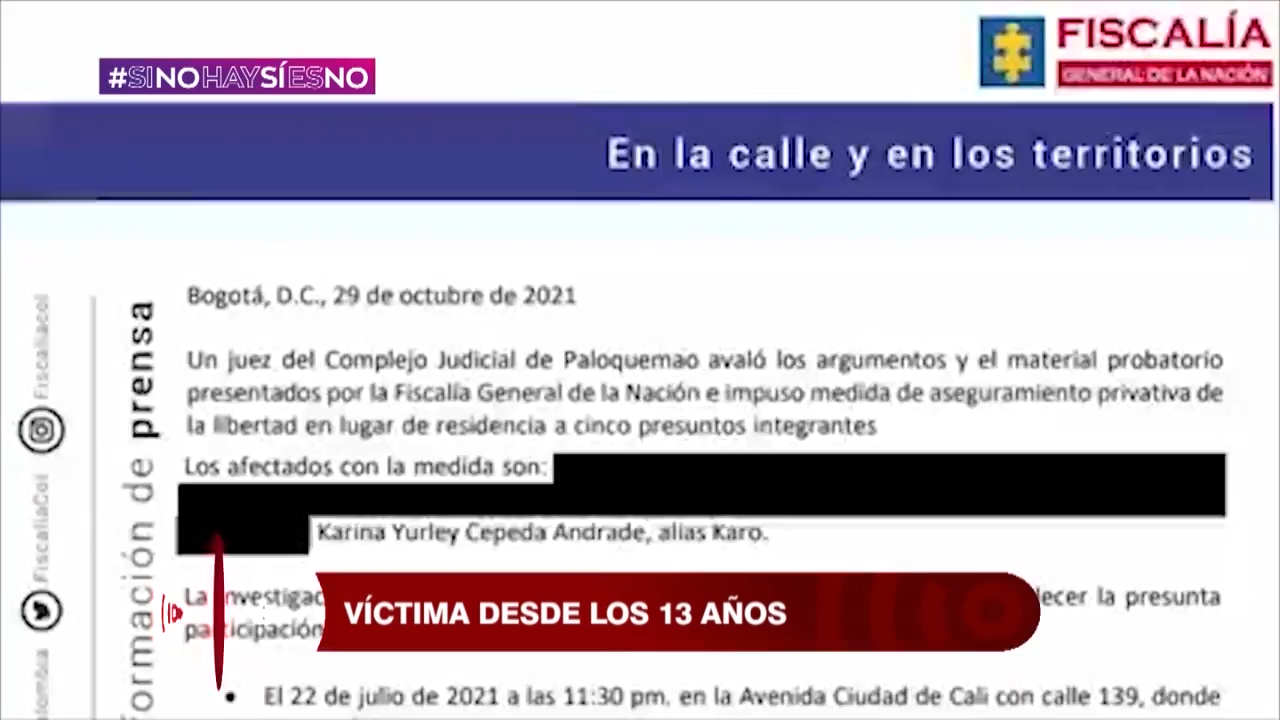 #SINOHAYSÍESNO
FISCALÍA
GENERAL DE LA NACIÓN
En la calle y en los territorios
Bogotá, D.C., 29 de octubre de 2021
Un juez del Complejo Judicial de Paloquemao avaló los argumentos y el material probatorio
presentados por la Fiscalía General de la Nación e impuso medida de aseguramiento privativa de
la libertad en lugar de residencia a cinco presuntos integrantes
Los afectados con la medida son:
Karina Yurley Cepeda Andrade, alias Karo.
La presunta
VÍCTIMA DESDE LOS 13 AÑOS
El 22 de julio de 2021 a las 11:30 pm. en la Avenida Ciudad de Cali con calle 139, donde
de prensa
Fiscaliacol
FiscaliaCol